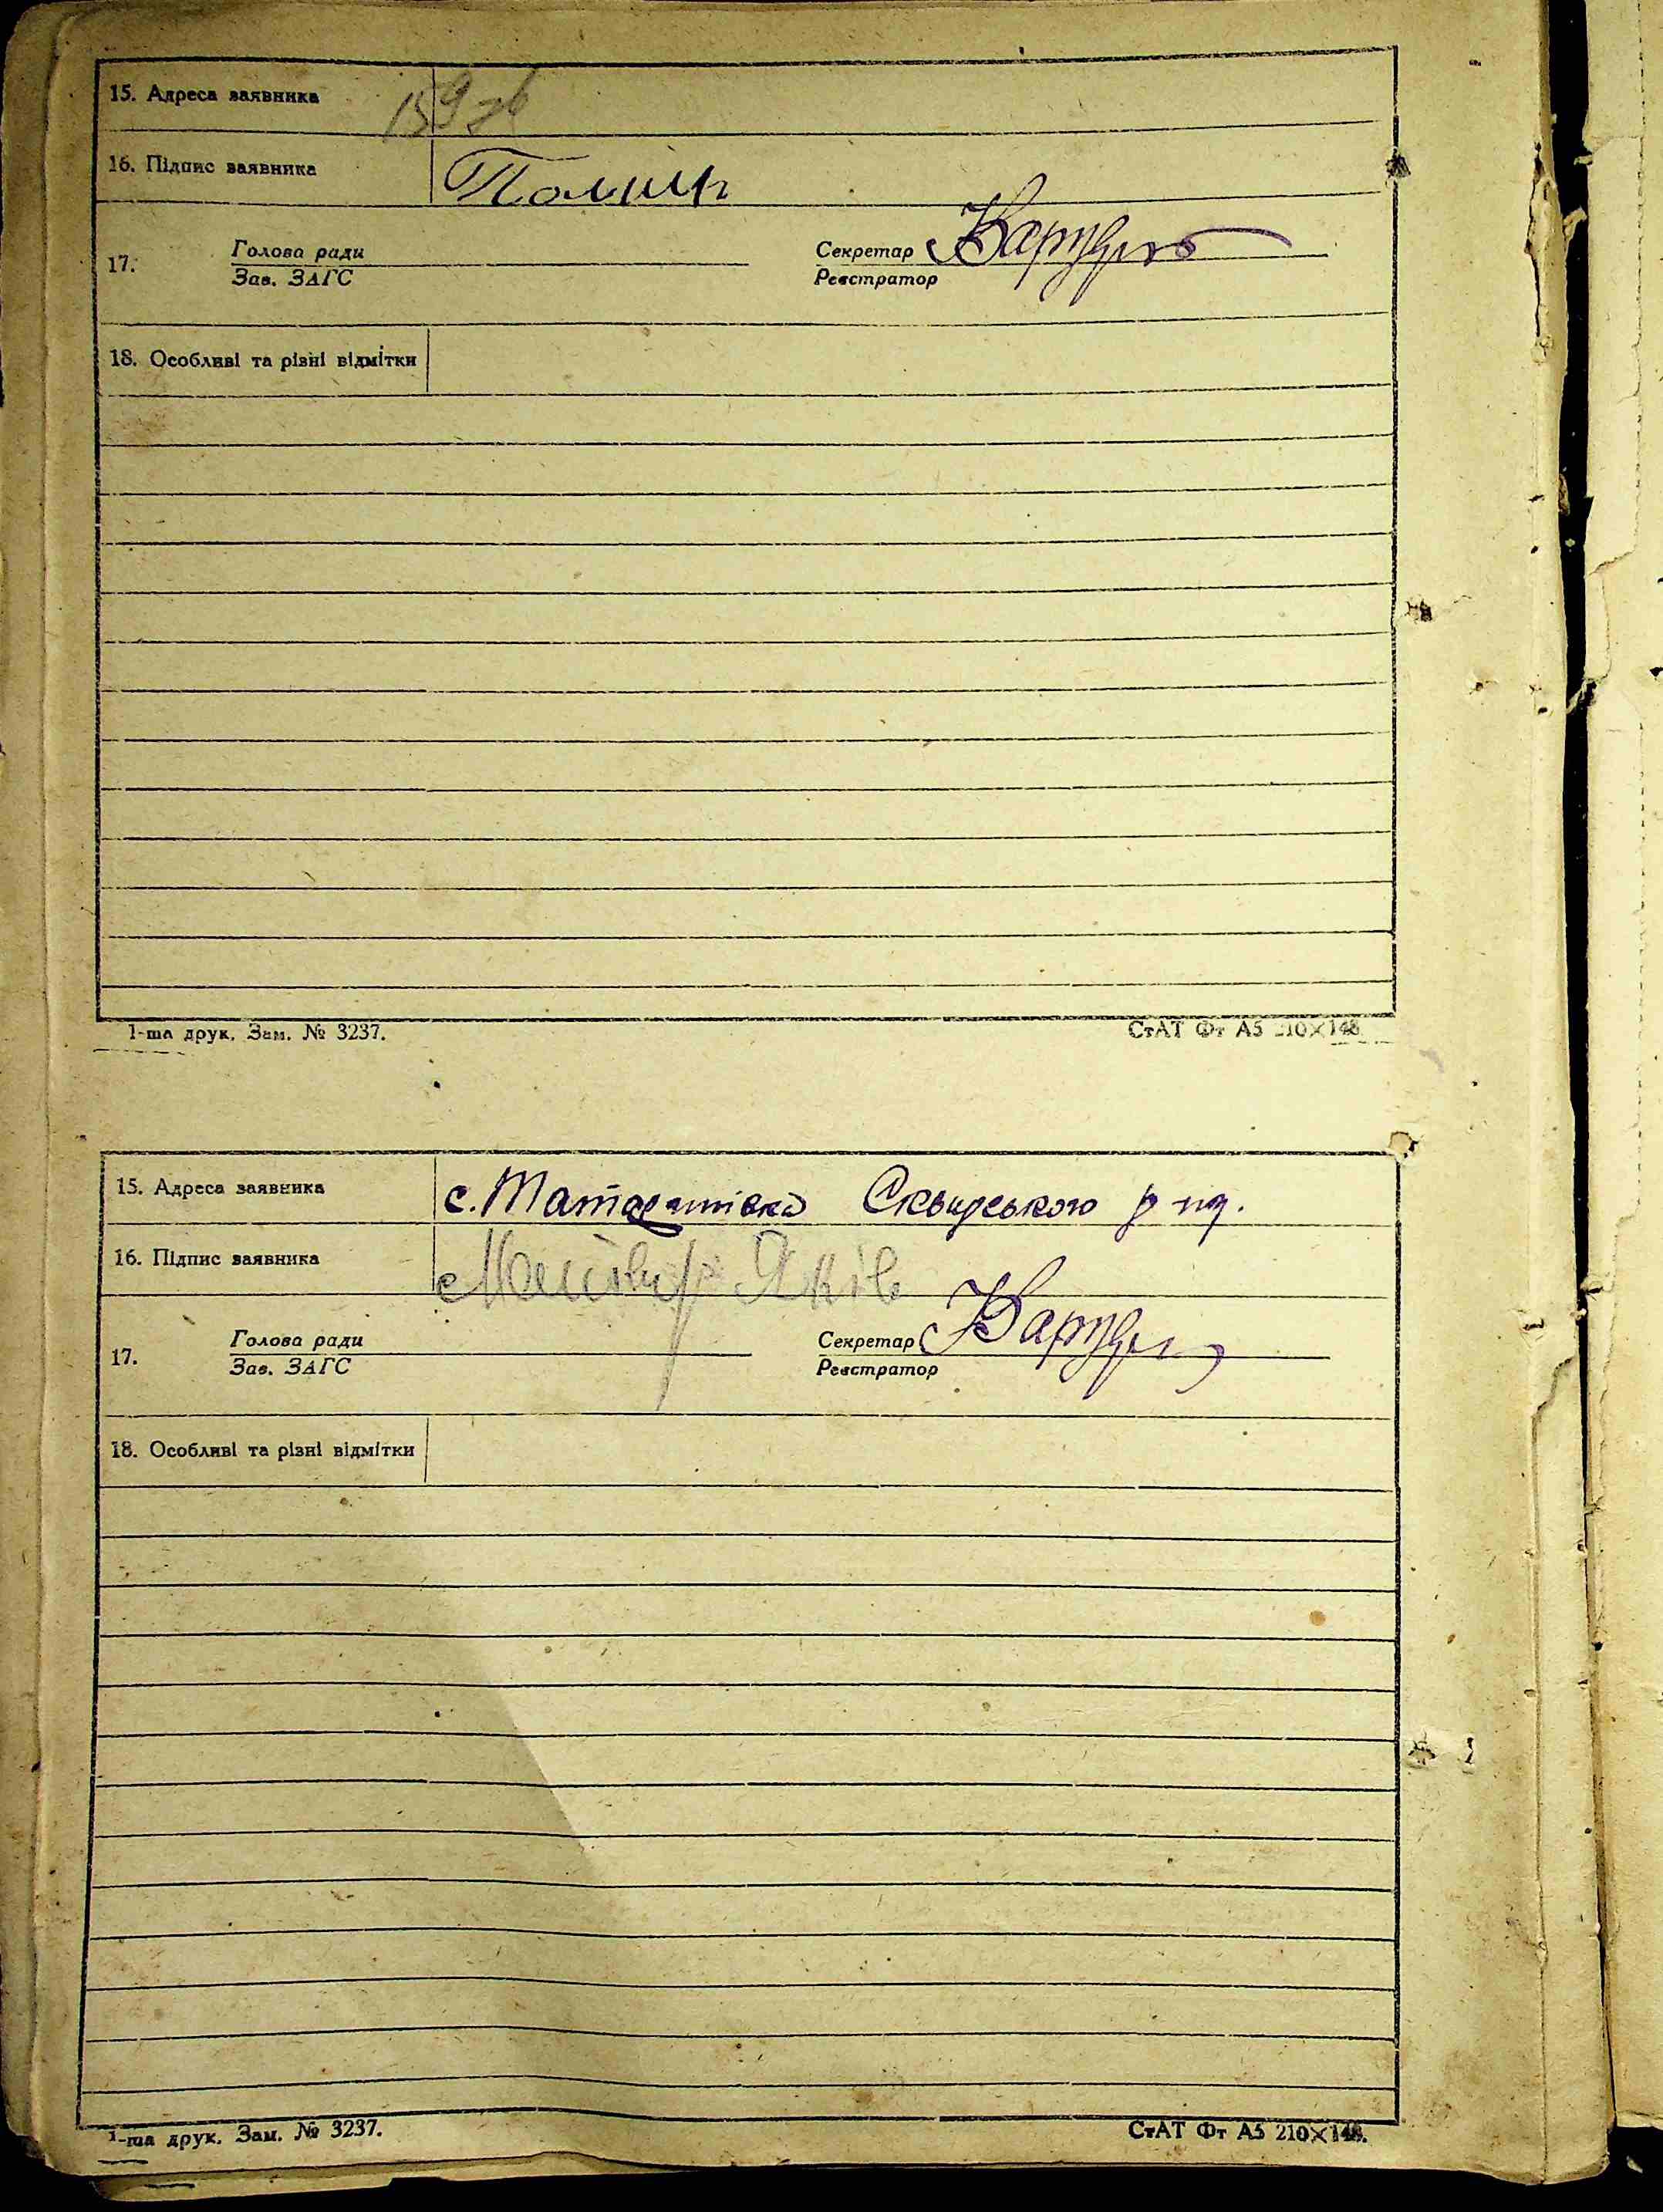 15. Адреса заявника
16. Підпис заявника
17. Голова ради Секретар
Зав. ЗАГС Реєстратор
18. Особливі та різні відмітки
1-ша друк. Зам. № 3237. СтАТ Фт А5 210×148.
15. Адреса заявника с. Сквирського р нд.
16. Підпис заявника Яків
17. Голова ради Секретар
Зав. ЗАГС Реєстратор
18. Особливі та різні відмітки
1-ша друк. Зам. № 3237. СтАТ Фт А5 210×148.